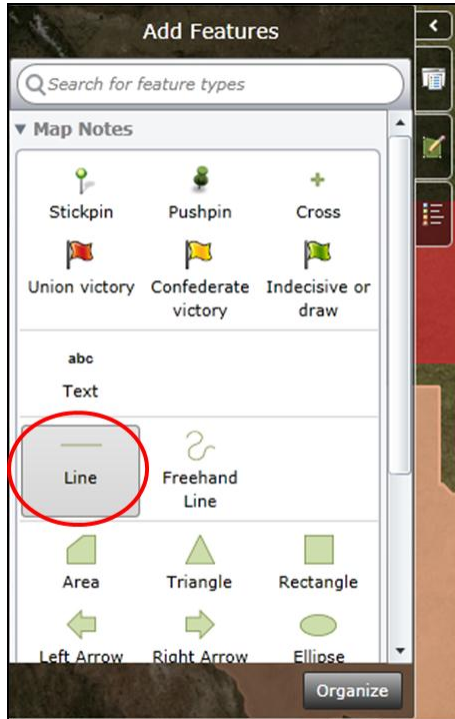 Add Features
Search for feature types
Map Notes
Stickpin Pushpin Cross
Union victory Confederate victory Indecisive or draw
abc
Text
Line Freehand Line
Area Triangle Rectangle
Left Arrow Right Arrow Ellipse
Organize